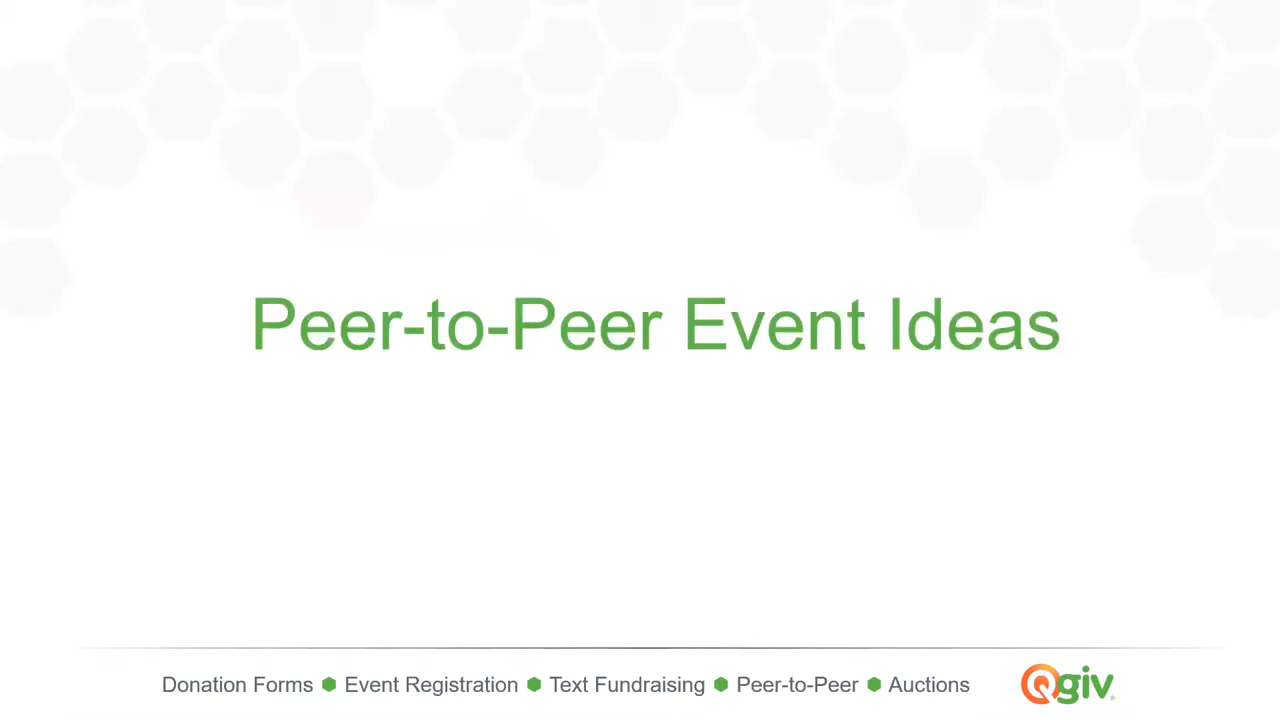 Peer-to-Peer Event Ideas
Donation Forms ⬢ Event Registration ⬢ Text Fundraising ⬢ Peer-to-Peer ⬢ Auctions
Qgiv®